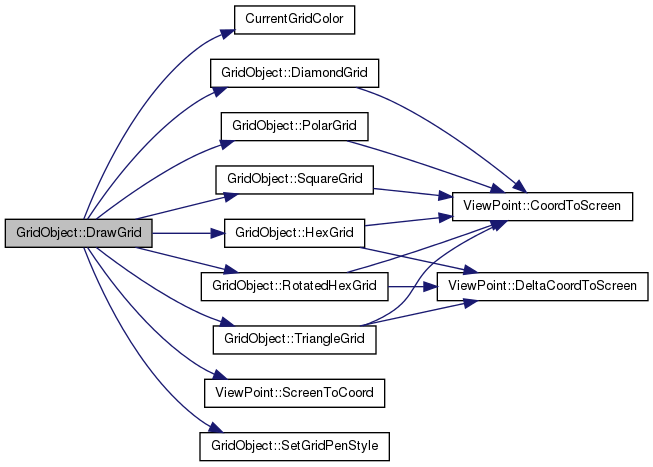 CurrentGridColor
GridObject::DiamondGrid
GridObject::PolarGrid
GridObject::SquareGrid
ViewPoint::CoordToScreen
GridObject::DrawGrid
GridObject::HexGrid
GridObject::RotatedHexGrid
ViewPoint::DeltaCoordToScreen
GridObject::TriangleGrid
ViewPoint::ScreenToCoord
GridObject::SetGridPenStyle